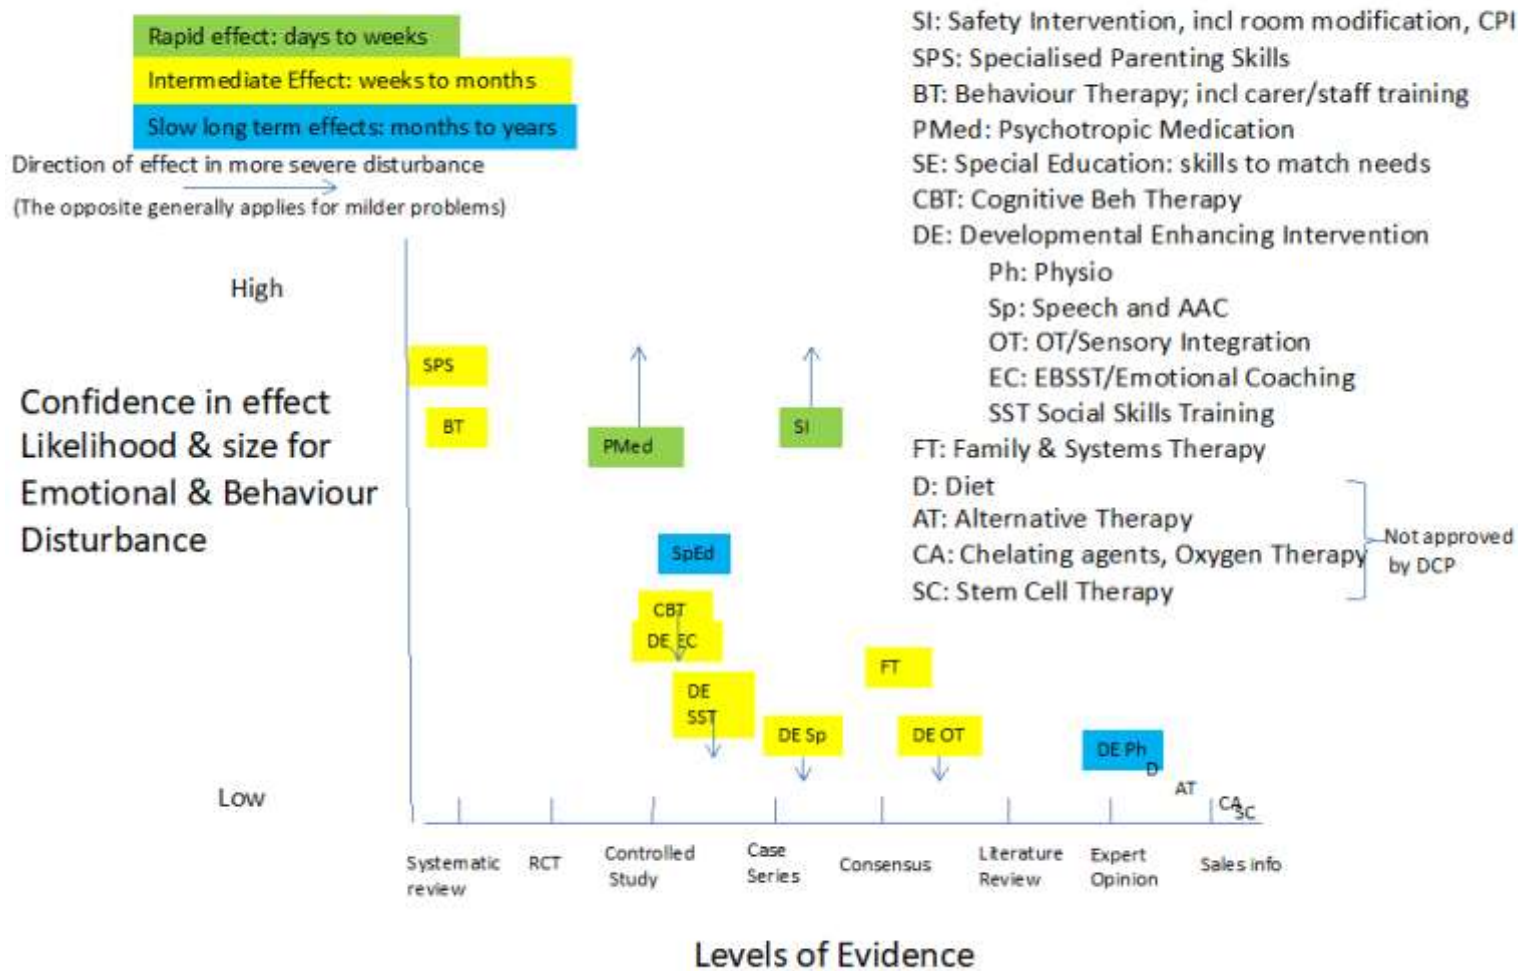 Rapid effect: days to weeks
Intermediate Effect: weeks to months
Slow long term effects: months to years
Direction of effect in more severe disturbance
(The opposite generally applies for milder problems)
SI: Safety Intervention, incl room modification, CPI
SPS: Specialised Parenting Skills
BT: Behaviour Therapy; incl carer/staff training
PMed: Psychotropic Medication
SE: Special Education: skills to match needs
CBT: Cognitive Beh Therapy
DE: Developmental Enhancing Intervention
Ph: Physio
Sp: Speech and AAC
OT: OT/Sensory Integration
EC: EBSST/Emotional Coaching
SST Social Skills Training
FT: Family & Systems Therapy
D: Diet
AT: Alternative Therapy
CA: Chelating agents, Oxygen Therapy
SC: Stem Cell Therapy
Not approved
by DCP
High
Confidence in effect
Likelihood & size for
Emotional & Behaviour
Disturbance
Low
SPS
BT
PMed
SI
SpEd
CBT
DE EC
DE
SST
FT
DE Sp
DE OT
DE Ph
D
AT
CA
SC
Systematic
review
RCT
Controlled
Study
Case
Series
Consensus
Literature
Review
Expert
Opinion
Sales info
Levels of Evidence